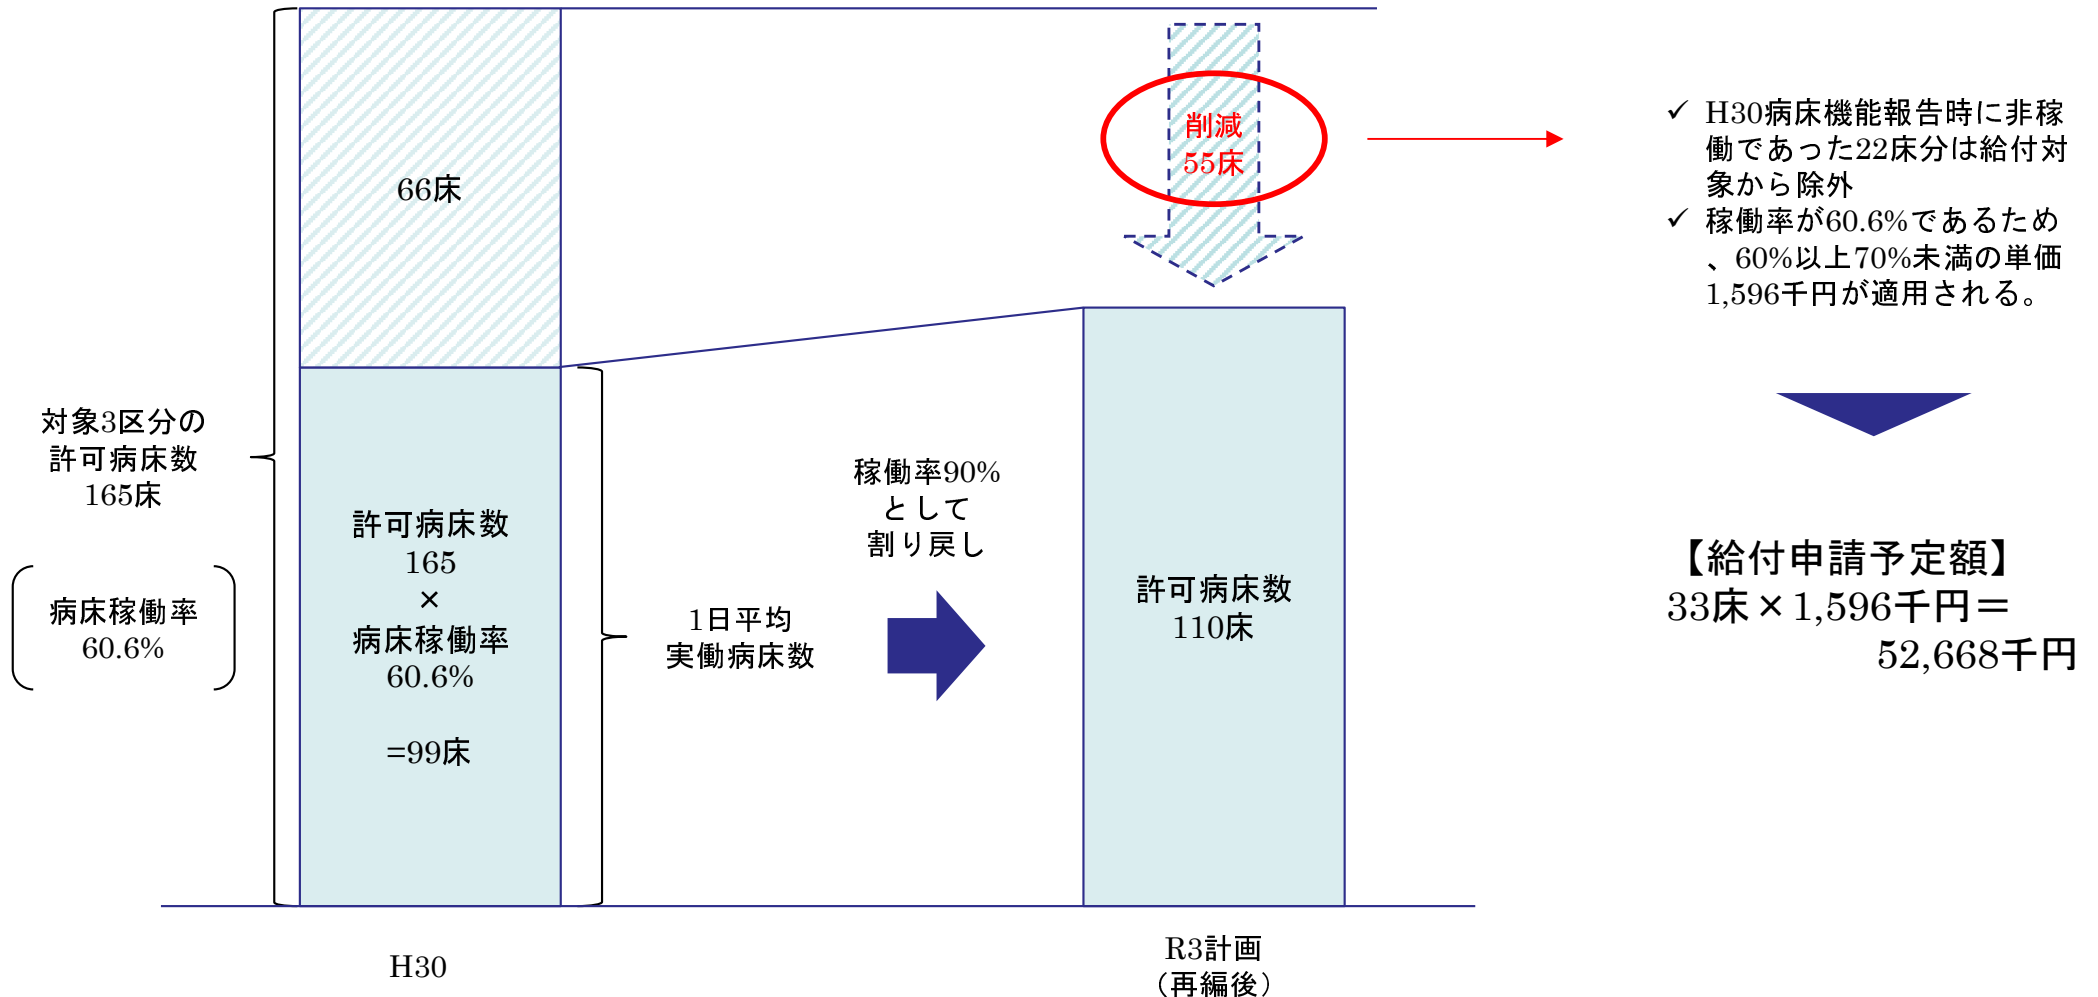 対象3区分の
許可病床数
165床
病床稼働率
60.6%
66床
許可病床数
165
×
病床稼働率
60.6%
=99床
H30
1日平均
実働病床数
稼働率90%
として
割り戻し
削減
55床
許可病床数
110床
R3計画
（再編後）
✓ H30病床機能報告時に非稼
働であった22床分は給付対
象から除外
✓ 稼働率が60.6%であるため
、60%以上70%未満の単価
1,596千円が適用される。
【給付申請予定額】
33床×1,596千円＝
52,668千円